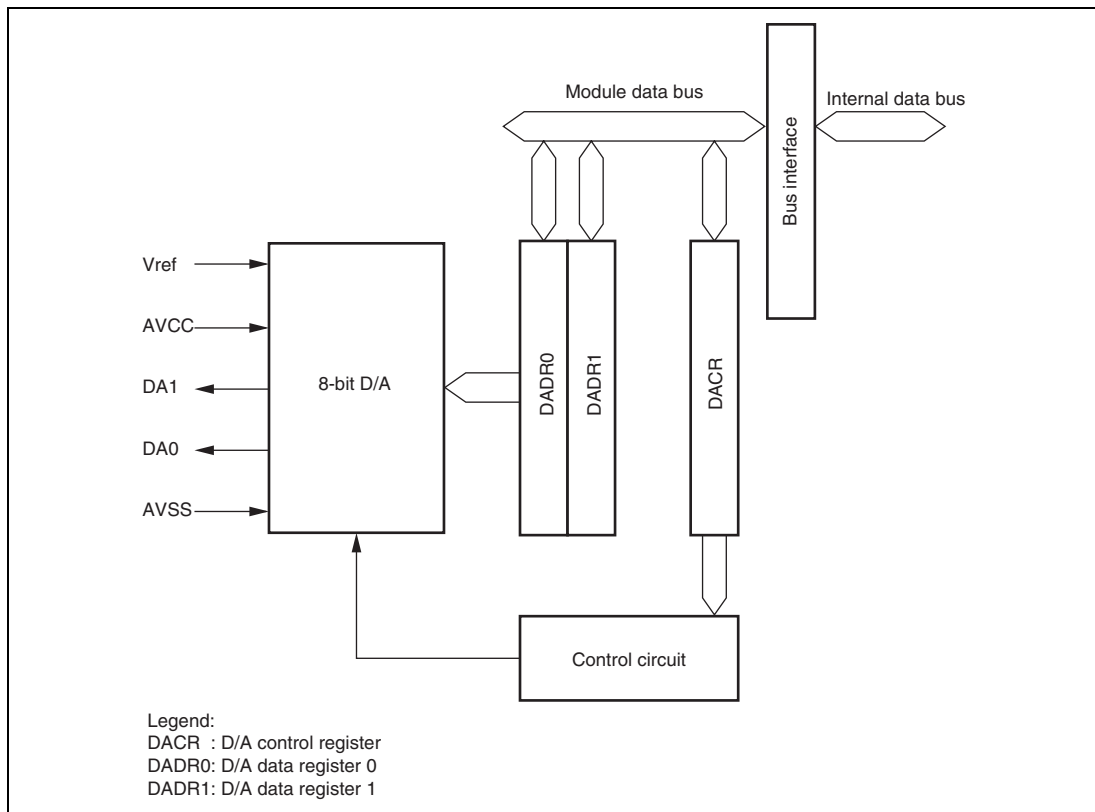 Module data bus
Internal data bus
Bus interface
Vref
AVCC
DA1
DA0
AVSS
8-bit D/A
DADR0
DADR1
DACR
Control circuit
Legend:
DACR : D/A control register
DADR0: D/A data register 0
DADR1: D/A data register 1